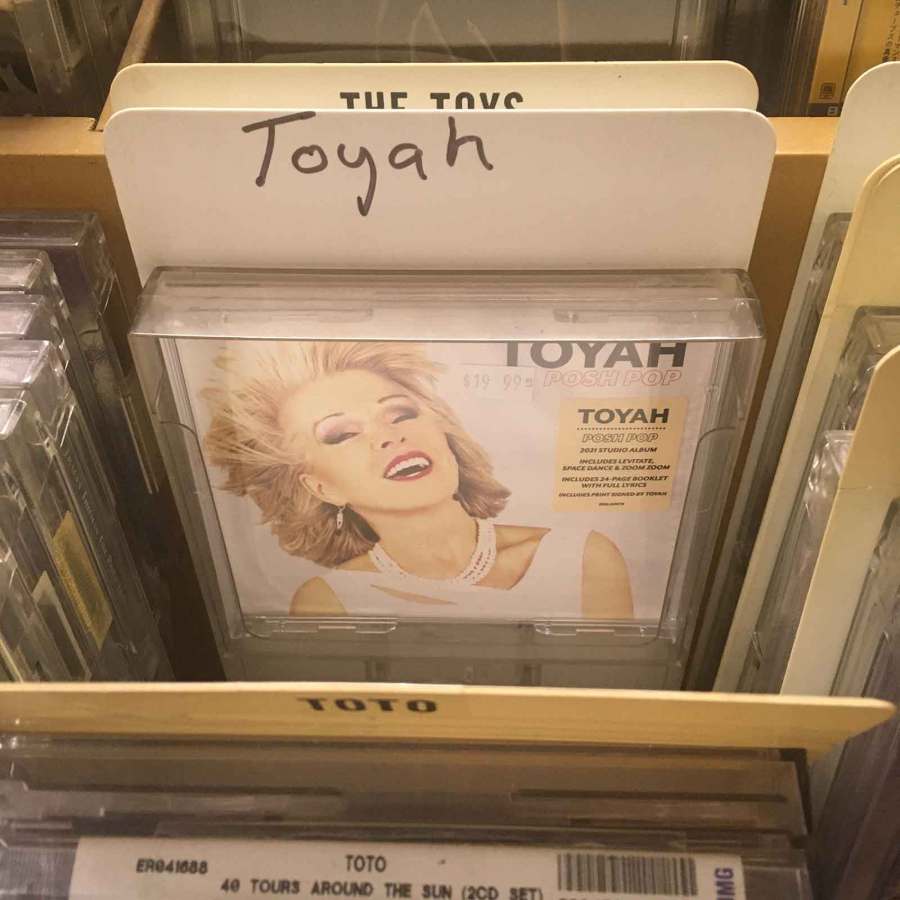 THE TOYS
Toyah
TOYAH
$19 99
POSH POP
TOYAH
POSH POP
2021 STUDIO ALBUM
INCLUDES LEVITATE,
SPACE DANCE & ZOOM ZOOM
INCLUDES 24-PAGE BOOKLET
WITH FULL LYRICS
INCLUDES PRINT SIGNED BY TOYAH
TOTO
ER041688
TOTO
40 TOURS AROUND THE SUN (2CD SET)